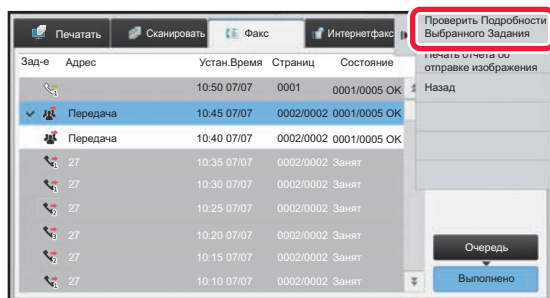 Печатать Сканировать Факс Интернетфакс
Проверить Подробности
Выбранного Задания
Печать отчета об
отправке изображения
Назад
Зад-е Адрес Устан.Время Страниц Состояние
10:50 07/07 0001 0001/0005 OK
Передача 10:45 07/07 0002/0002 0001/0005 OK
Передача 10:40 07/07 0002/0002 0001/0005 OK
27 10:35 07/07 0002/0002 Занят
27 10:30 07/07 0002/0002 Занят
27 10:25 07/07 0002/0002 Занят
27 10:20 07/07 0002/0002 Занят
27 10:15 07/07 0002/0002 Занят
27 10:10 07/07 0002/0002 Занят
Очередь
Выполнено